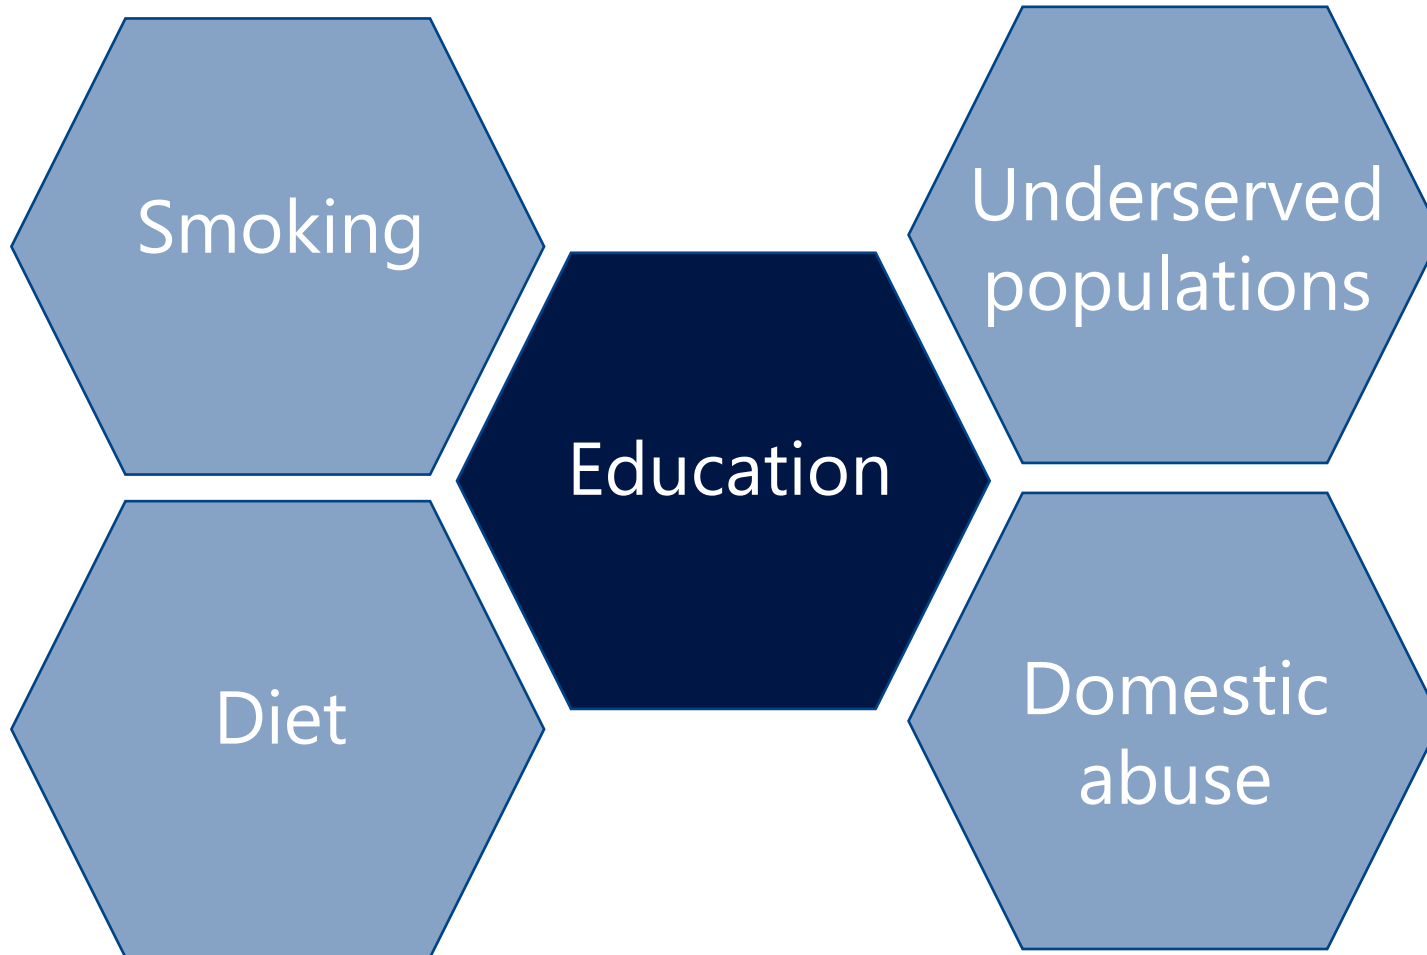 Smoking
Underserved
populations
Education
Diet
Domestic
abuse